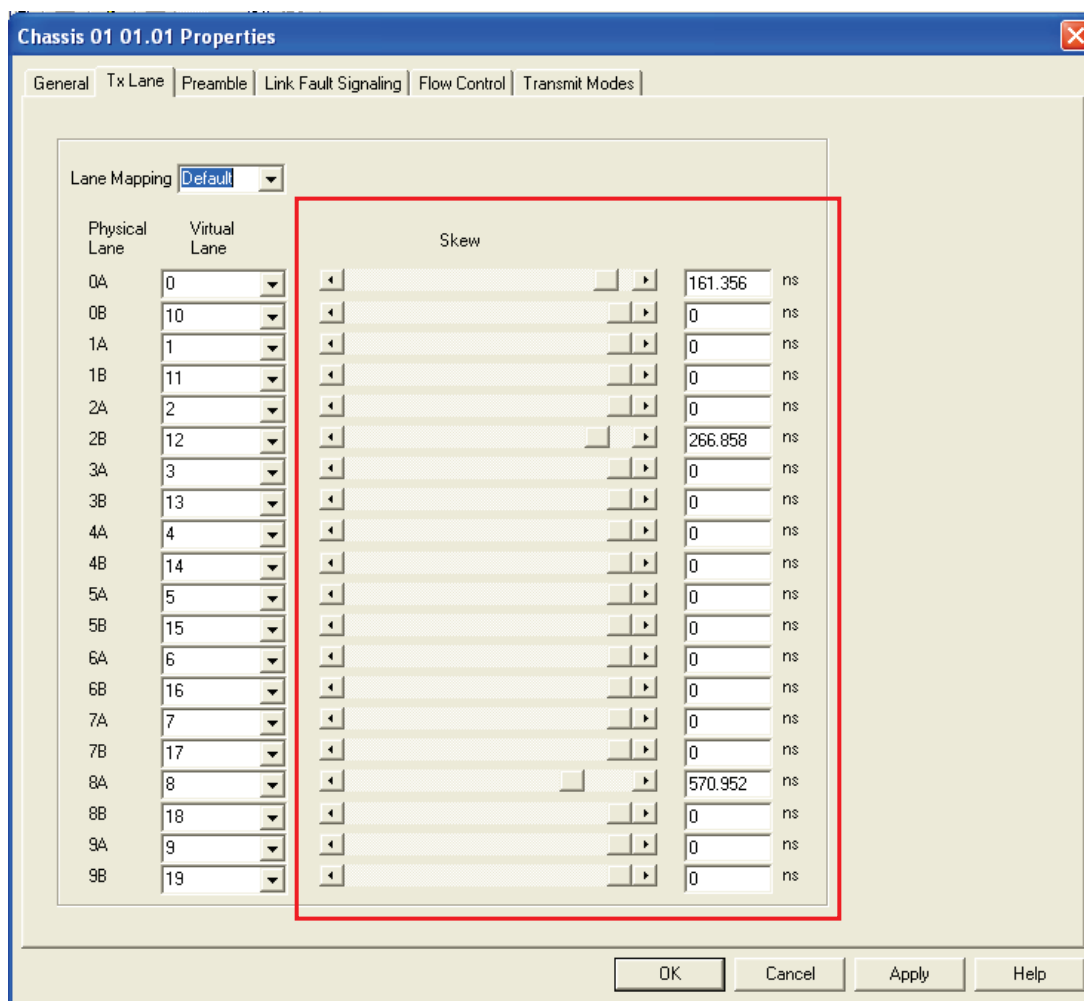 Chassis 01 01.01 Properties
General Tx Lane Preamble Link Fault Signaling Flow Control Transmit Modes
Lane Mapping Default
Physical Lane Virtual Lane Skew
0A 0 161.356 ns
0B 10 0 ns
1A 1 0 ns
1B 11 0 ns
2A 2 0 ns
2B 12 266.858 ns
3A 3 0 ns
3B 13 0 ns
4A 4 0 ns
4B 14 0 ns
5A 5 0 ns
5B 15 0 ns
6A 6 0 ns
6B 16 0 ns
7A 7 0 ns
7B 17 0 ns
8A 8 570.952 ns
8B 18 0 ns
9A 9 0 ns
9B 19 0 ns
OK Cancel Apply Help